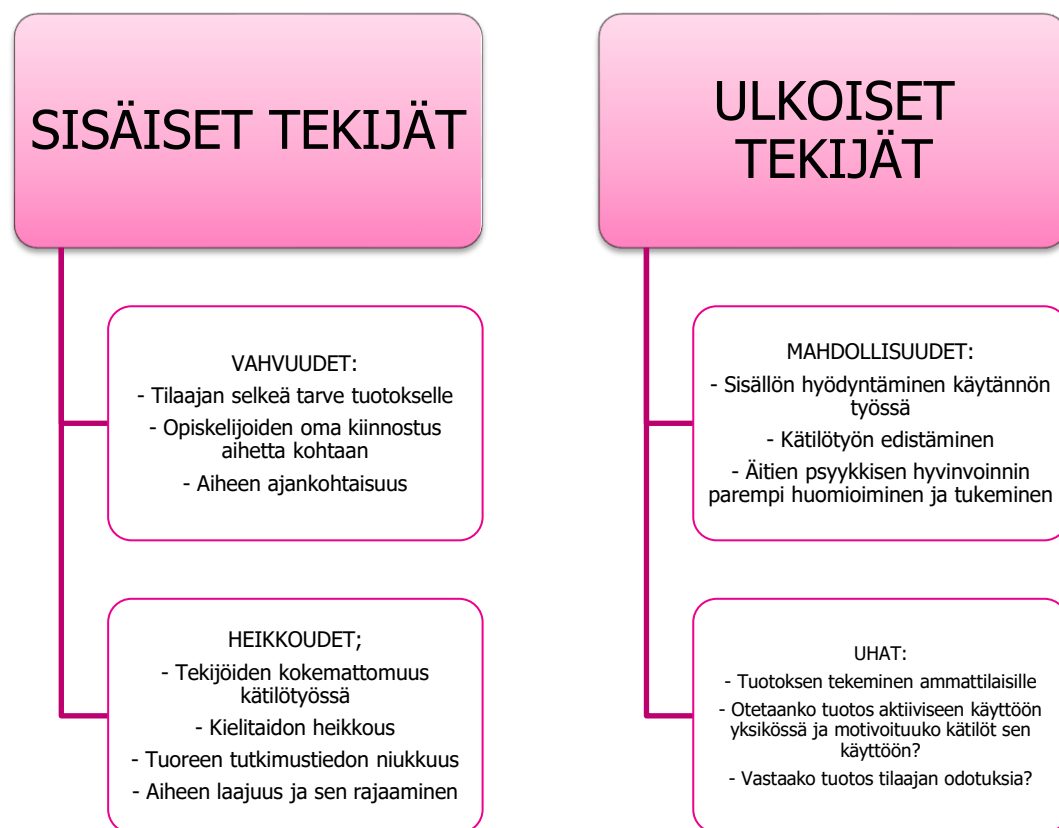 SISÄISET TEKIJÄT
VAHVUUDET:
- Tilaajan selkeä tarve tuotokselle
- Opiskelijoiden oma kiinnostus
aihetta kohtaan
- Aiheen ajankohtaisuus
HEIKKOUDET;
- Tekijöiden kokemattomuus
kätilötyössä
- Kielitaidon heikkous
- Tuoreen tutkimustiedon niukkuus
- Aiheen laajuus ja sen rajaaminen
ULKOISET
TEKIJÄT
MAHDOLLISUUDET:
- Sisällön hyödyntäminen käytännön
työssä
- Kätilötyön edistäminen
- Äitien psyykkisen hyvinvoinnin
parempi huomioiminen ja tukeminen
UHAT:
- Tuotoksen tekeminen ammattilaisille
- Otetaanko tuotos aktiiviseen käyttöön
yksikössä ja motivoituuko kätilöt sen
käyttöön?
- Vastaako tuotos tilaajan odotuksia?